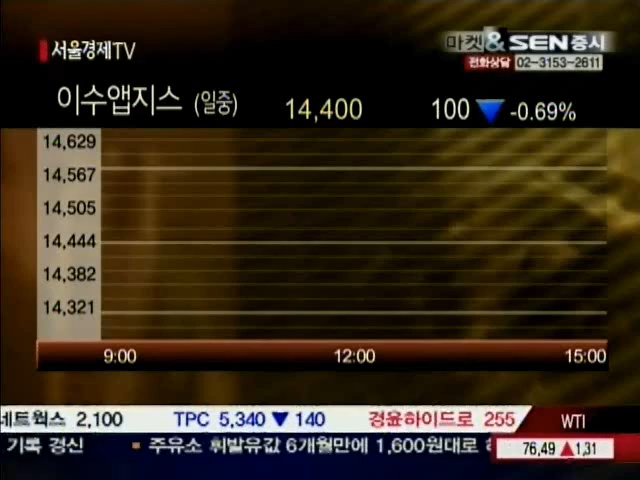 서울경제TV
마켓&SEN증시
전화상담 02-3153-2611
이수앱지스 (일중) 14,400 100 ▼ -0.69%
14,629
14,567
14,505
14,444
14,382
14,321
9:00 12:00 15:00
네트웍스 2,100 TPC 5,340 ▼ 140 경윤하이드로 255 WTI
기록 경신 ▪ 주유소 휘발유값 6개월만에 1,600원대로 76,49 ▲1,31